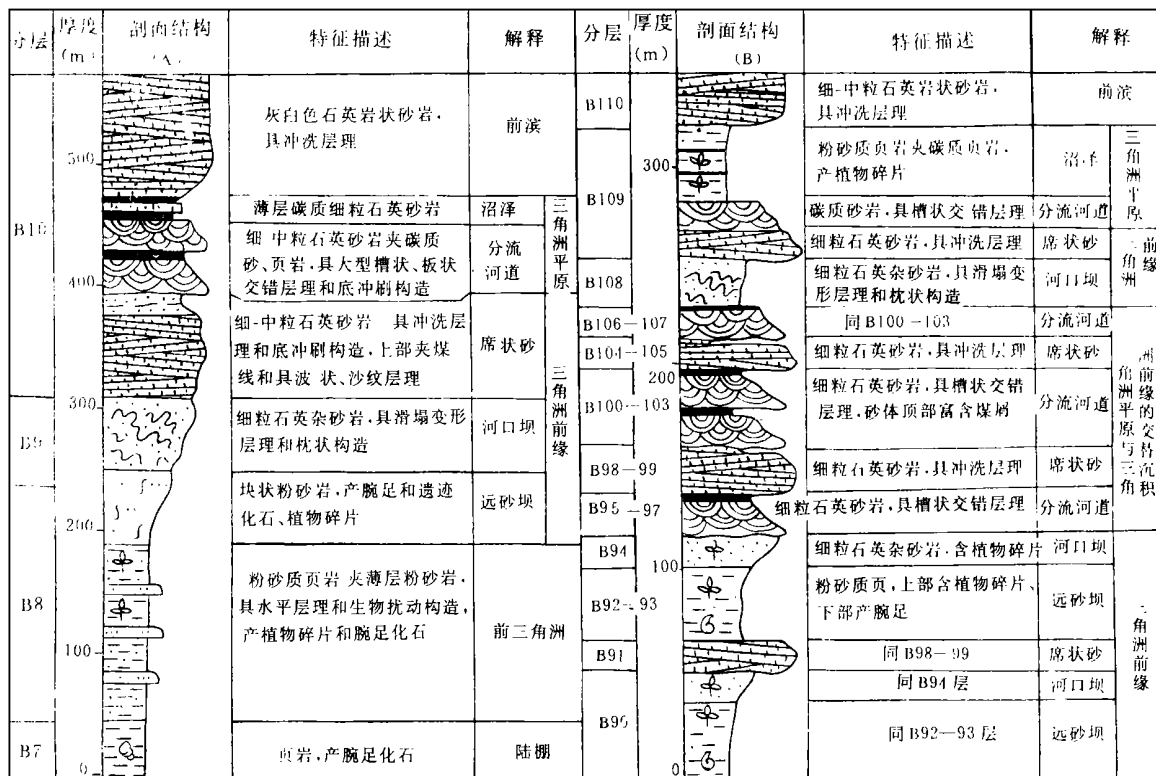 分层
厚度
(m)
剖面结构
(A)
特征描述
解释
500
400
300
200
100
0
B10
B9
B8
B7
灰白色石英岩状砂岩,
具冲洗层理
前滨
薄层碳质细粒石英砂岩
沼泽
细-中粒石英砂岩夹碳质
砂、页岩,具大型槽状、板状
交错层理和底冲刷构造
分流
河道
三角洲平原
细-中粒石英砂岩 具冲洗层
理和底冲刷构造,上部夹煤
线和具波状、沙纹层理
席状砂
细粒石英杂砂岩,具滑塌变形
层理和枕状构造
河口坝
块状粉砂岩,产腕足和遗迹
化石、植物碎片
远砂坝
三角洲前缘
粉砂质页岩 夹薄层粉砂岩,
具水平层理和生物扰动构造,
产植物碎片和腕足化石
前三角洲
页岩,产腕足化石
陆棚
分层
厚度
(m)
剖面结构
(B)
特征描述
解释
300
200
100
0
B110
细-中粒石英岩状砂岩,
具冲洗层理
前滨
B109
粉砂质页岩夹碳质页岩,
产植物碎片
沼泽
碳质砂岩,具槽状交错层理
分流河道
三角洲平原
细粒石英砂岩,具冲洗层理
席状砂
B108
细粒石英杂砂岩,具滑塌变
形层理和枕状构造
河口坝
三角洲
前缘
B106-107
同B100-103
分流河道
B104-105
细粒石英砂岩,具冲洗层理
席状砂
B100-103
细粒石英砂岩,具槽状交错
层理,砂体顶部富含煤屑
分流河道
B98-99
细粒石英砂岩,具冲洗层理
席状砂
B95-97
细粒石英砂岩,具槽状交错层理
分流河道
角洲平原与三角
洲前缘的交替沉积
B94
细粒石英杂砂岩,含植物碎片
河口坝
B92-93
粉砂质页,上部含植物碎片、
下部产腕足
远砂坝
B91
同B98-99
席状砂
B90
同B94层
河口坝
同B92—93层
远砂坝
三角洲前缘